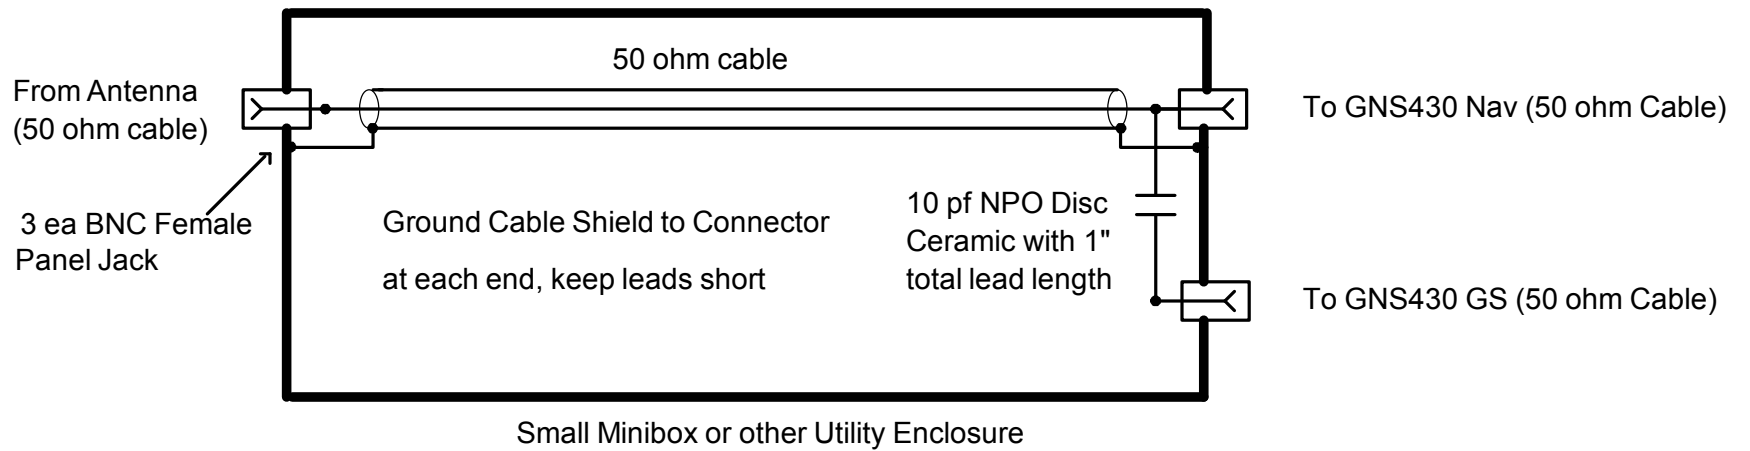 50 ohm cable
From Antenna
(50 ohm cable)
To GNS430 Nav (50 ohm Cable)
3 ea BNC Female
Panel Jack
Ground Cable Shield to Connector
at each end, keep leads short
10 pf NPO Disc
Ceramic with 1"
total lead length
To GNS430 GS (50 ohm Cable)
Small Minibox or other Utility Enclosure